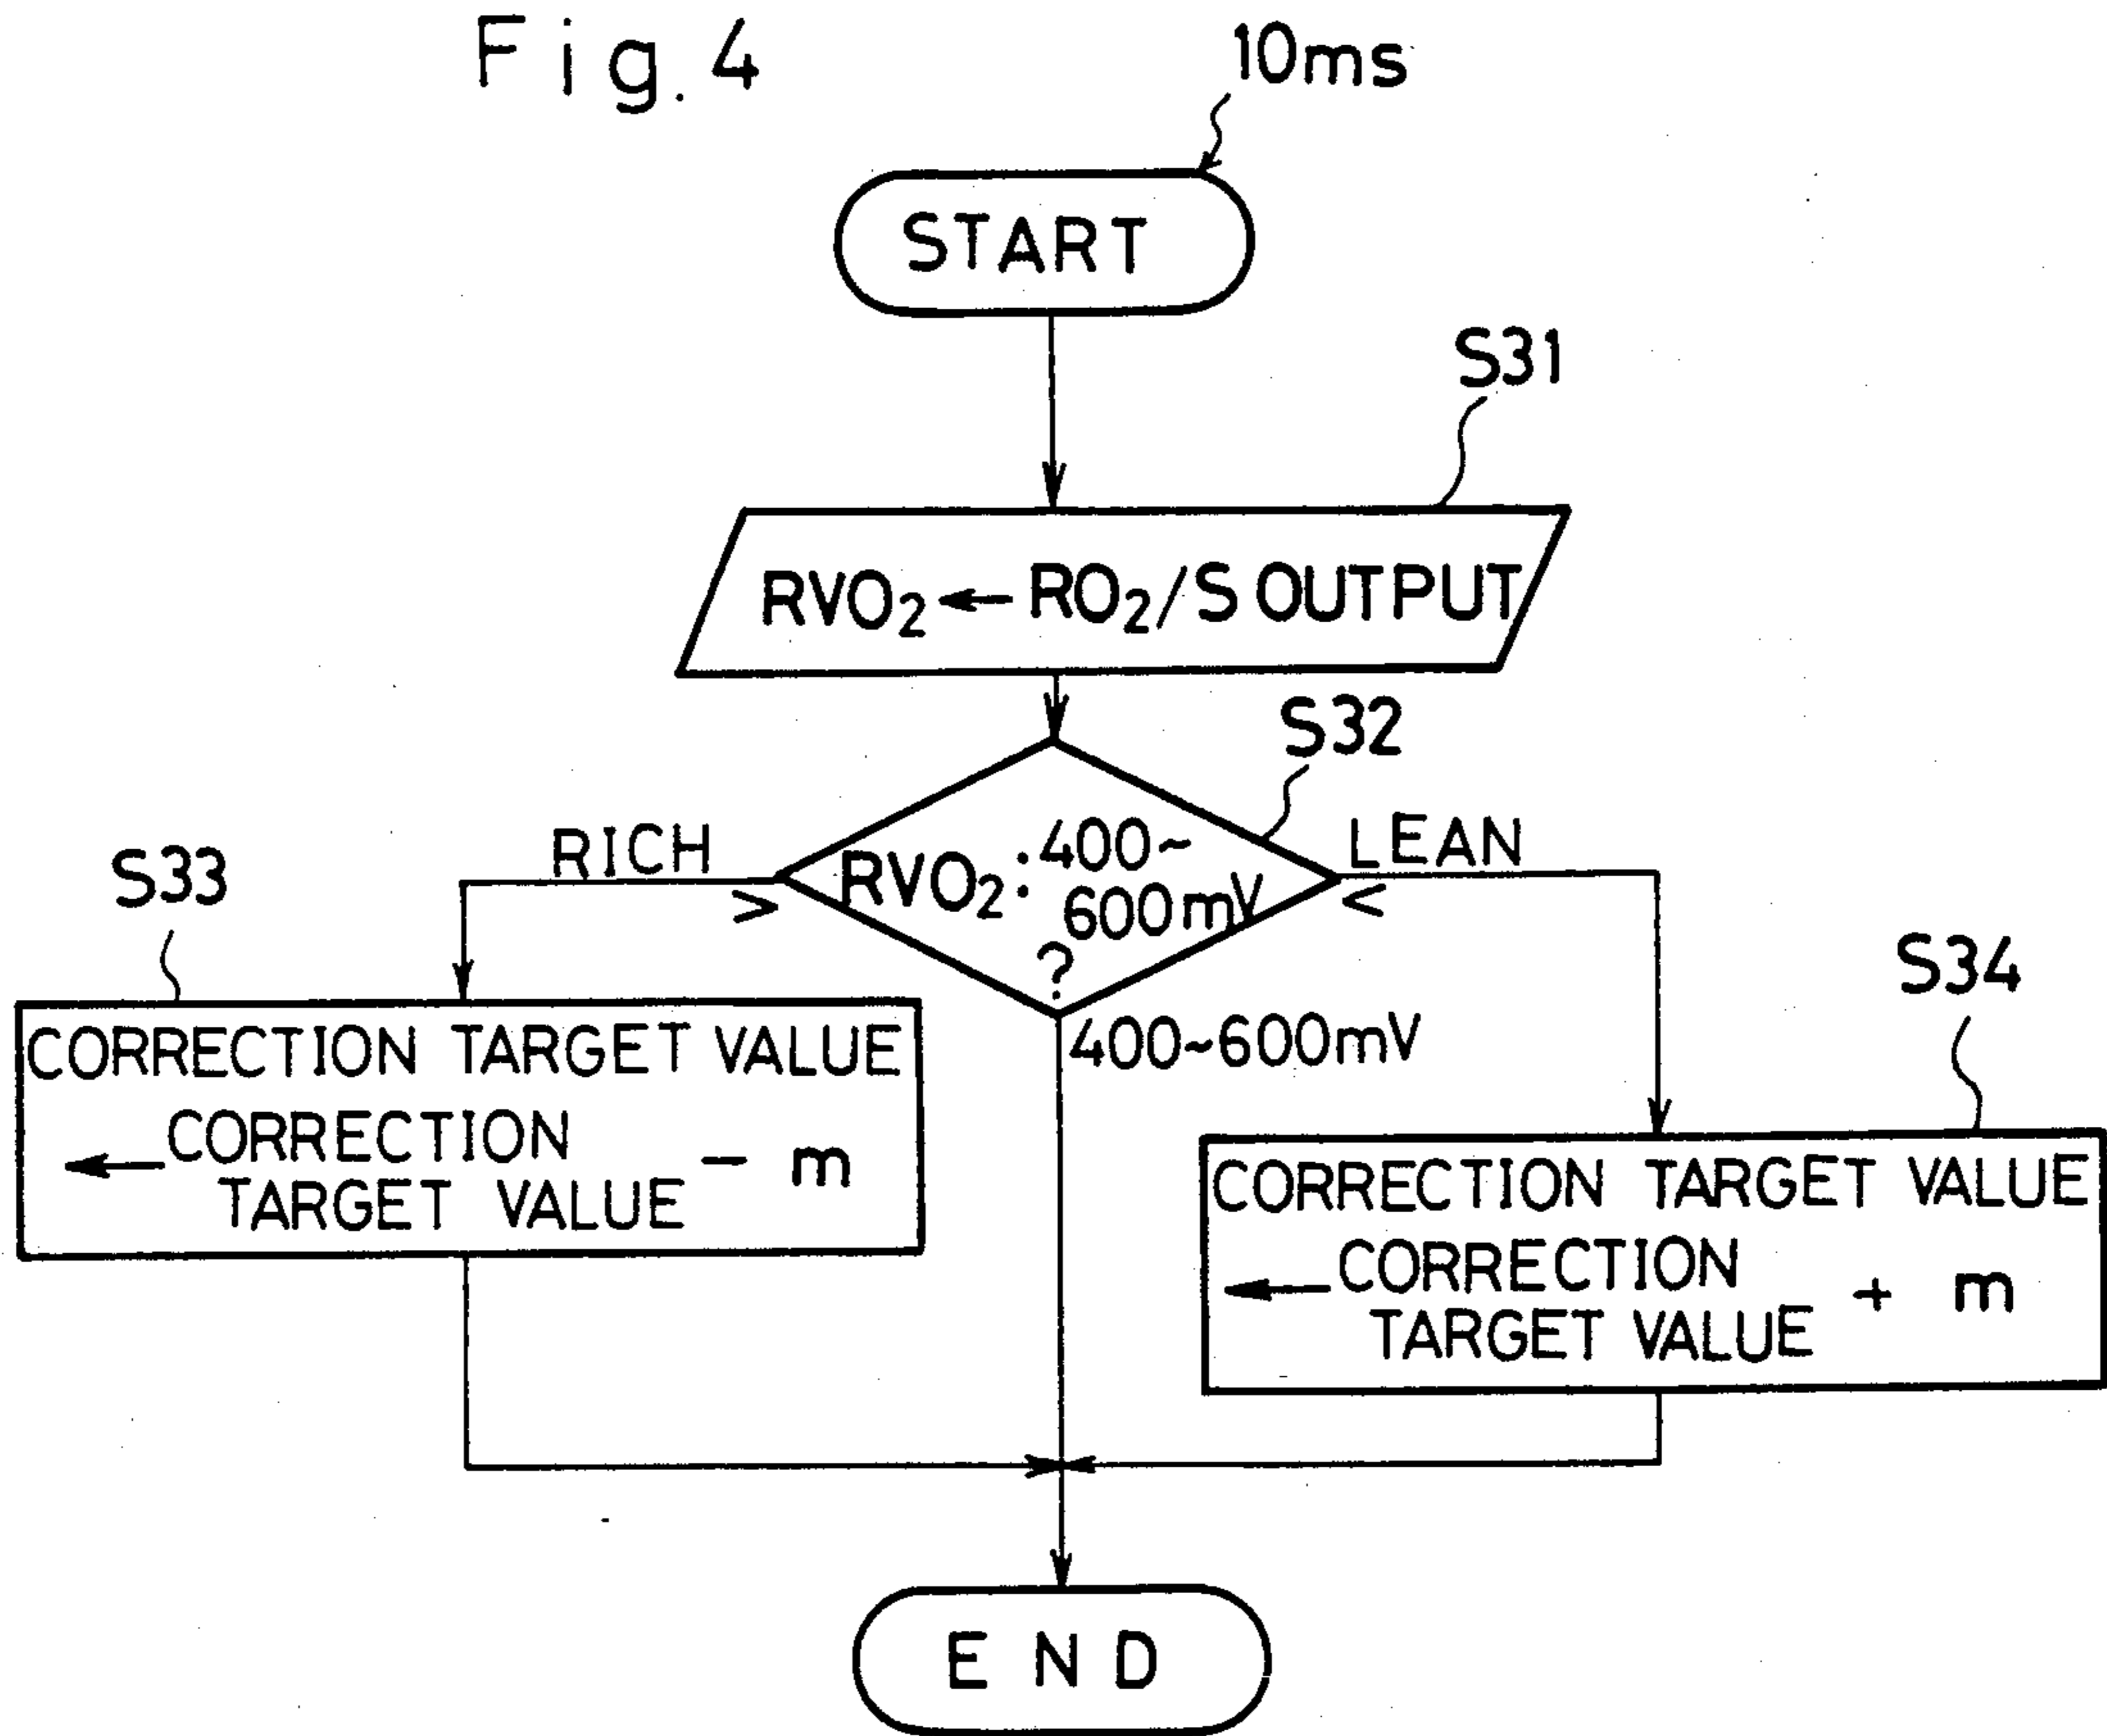 Fig. 4
10ms
START
S31
RVO₂ ← RO₂/S OUTPUT
S32
RICH
>
RVO₂ : 400~
600mV
?
LEAN
<
400~600mV
S33
CORRECTION TARGET VALUE
← CORRECTION
TARGET VALUE - m
S34
CORRECTION TARGET VALUE
← CORRECTION
TARGET VALUE + m
END